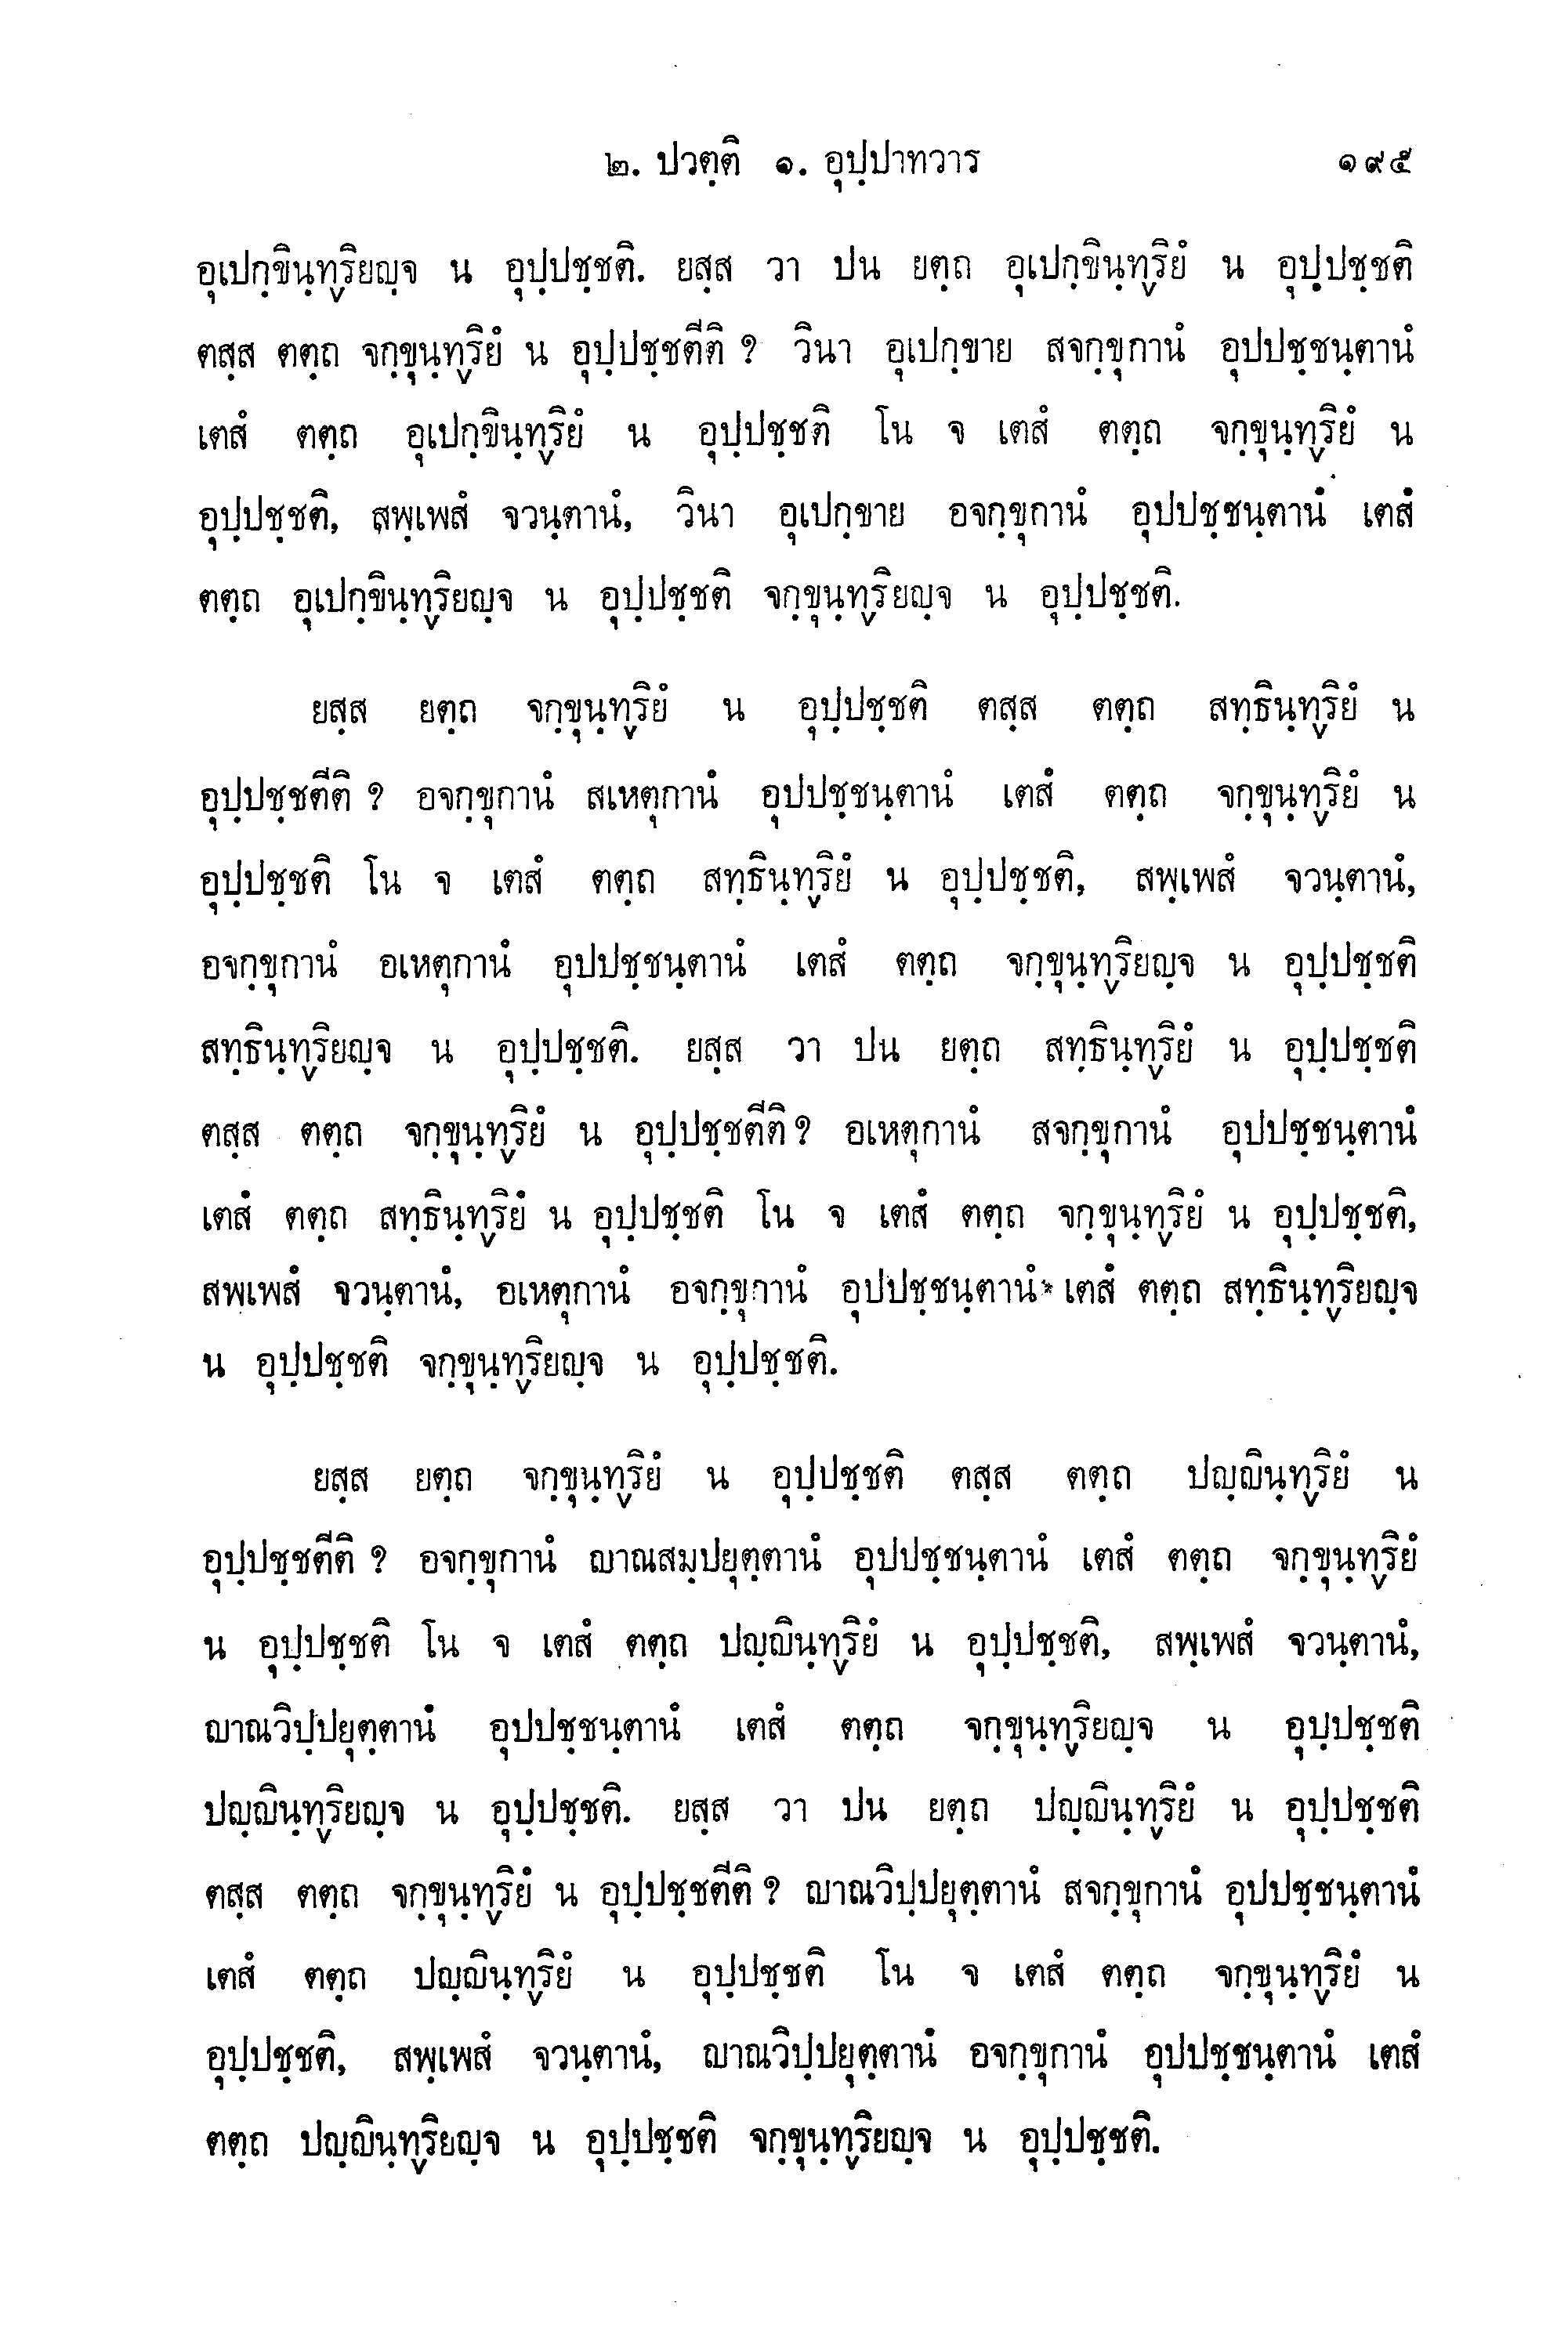 ๒. ปวตฺติ ๑. อุปฺปาทวาร ๑๙๕
อุเปกฺขินฺทฺริยญฺจ น อุปฺปชฺชติ. ยสฺส วา ปน ยตฺถ อุเปกฺขินฺทฺริยํ น อุปฺปชฺชติ
ตสฺส ตตฺถ จกฺขุนฺทฺริยํ น อุปฺปชฺชตีติ ? วินา อุเปกฺขาย สจกฺขุกานํ อุปปชฺชนฺตานํ
เตสํ ตตฺถ อุเปกฺขินฺทฺริยํ น อุปฺปชฺชติ โน จ เตสํ ตตฺถ จกฺขุนฺทฺริยํ น
อุปฺปชฺชติ, สพฺเพสํ จวนฺตานํ, วินา อุเปกฺขาย อจกฺขุกานํ อุปปชฺชนฺตานํ เตสํ
ตตฺถ อุเปกฺขินฺทฺริยญฺจ น อุปฺปชฺชติ จกฺขุนฺทฺริยญฺจ น อุปฺปชฺชติ.
ยสฺส ยตฺถ จกฺขุนฺทฺริยํ น อุปฺปชฺชติ ตสฺส ตตฺถ สทฺธินฺทฺริยํ น
อุปฺปชฺชตีติ ? อจกฺขุกานํ สเหตุกานํ อุปปชฺชนฺตานํ เตสํ ตตฺถ จกฺขุนฺทฺริยํ น
อุปฺปชฺชติ โน จ เตสํ ตตฺถ สทฺธินฺทฺริยํ น อุปฺปชฺชติ, สพฺเพสํ จวนฺตานํ,
อจกฺขุกานํ อเหตุกานํ อุปปชฺชนฺตานํ เตสํ ตตฺถ จกฺขุนฺทฺริยญฺจ น อุปฺปชฺชติ
สทฺธินฺทฺริยญฺจ น อุปฺปชฺชติ. ยสฺส วา ปน ยตฺถ สทฺธินฺทฺริยํ น อุปฺปชฺชติ
ตสฺส ตตฺถ จกฺขุนฺทฺริยํ น อุปฺปชฺชตีติ ? อเหตุกานํ สจกฺขุกานํ อุปปชฺชนฺตานํ
เตสํ ตตฺถ สทฺธินฺทฺริยํ น อุปฺปชฺชติ โน จ เตสํ ตตฺถ จกฺขุนฺทฺริยํ น อุปฺปชฺชติ,
สพฺเพสํ จวนฺตานํ, อเหตุกานํ อจกฺขุกานํ อุปปชฺชนฺตานํ* เตสํ ตตฺถ สทฺธินฺทฺริยญฺจ
น อุปฺปชฺชติ จกฺขุนฺทฺริยญฺจ น อุปฺปชฺชติ.
ยสฺส ยตฺถ จกฺขุนฺทฺริยํ น อุปฺปชฺชติ ตสฺส ตตฺถ ปญฺญินฺทฺริยํ น
อุปฺปชฺชตีติ ? อจกฺขุกานํ ญาณสมฺปยุตฺตานํ อุปปชฺชนฺตานํ เตสํ ตตฺถ จกฺขุนฺทฺริยํ
น อุปฺปชฺชติ โน จ เตสํ ตตฺถ ปญฺญินฺทฺริยํ น อุปฺปชฺชติ, สพฺเพสํ จวนฺตานํ,
ญาณวิปฺปยุตฺตานํ อุปปชฺชนฺตานํ เตสํ ตตฺถ จกฺขุนฺทฺริยญฺจ น อุปฺปชฺชติ
ปญฺญินฺทฺริยญฺจ น อุปฺปชฺชติ. ยสฺส วา ปน ยตฺถ ปญฺญินฺทฺริยํ น อุปฺปชฺชติ
ตสฺส ตตฺถ จกฺขุนฺทฺริยํ น อุปฺปชฺชตีติ ? ญาณวิปฺปยุตฺตานํ สจกฺขุกานํ อุปปชฺชนฺตานํ
เตสํ ตตฺถ ปญฺญินฺทฺริยํ น อุปฺปชฺชติ โน จ เตสํ ตตฺถ จกฺขุนฺทฺริยํ น
อุปฺปชฺชติ, สพฺเพสํ จวนฺตานํ, ญาณวิปฺปยุตฺตานํ อจกฺขุกานํ อุปปชฺชนฺตานํ เตสํ
ตตฺถ ปญฺญินฺทฺริยญฺจ น อุปฺปชฺชติ จกฺขุนฺทฺริยญฺจ น อุปฺปชฺชติ.